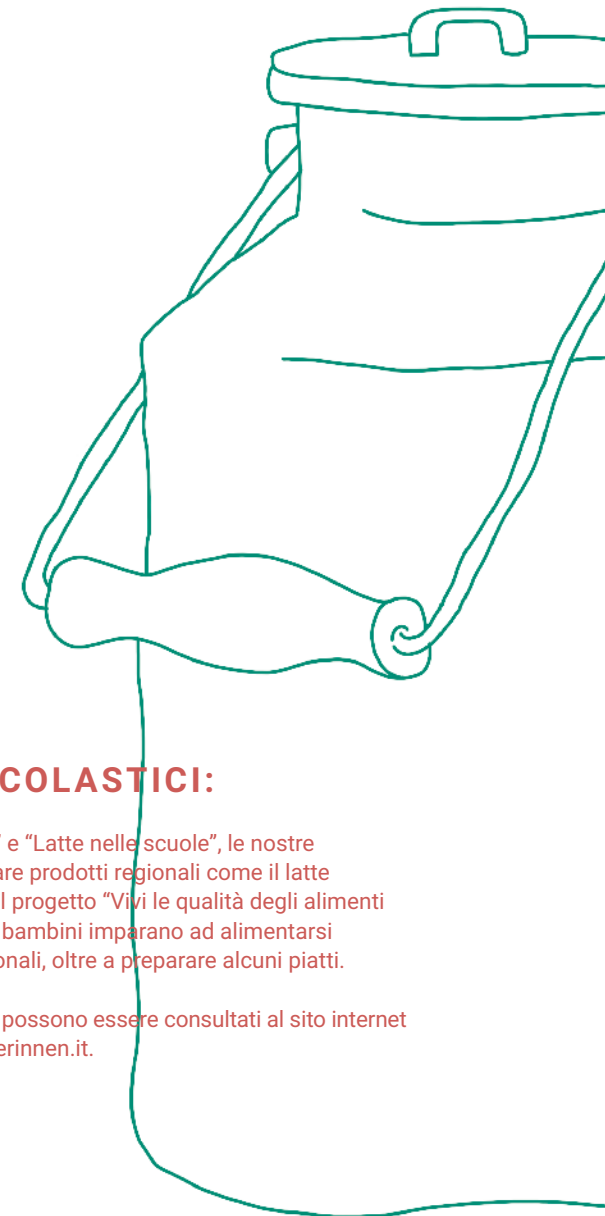 COLASTICI:
” e “Latte nelle scuole”, le nostre
are prodotti regionali come il latte
l progetto “Vivi le qualità degli alimenti
bambini imparano ad alimentarsi
onali, oltre a preparare alcuni piatti.
possono essere consultati al sito internet
erinnen.it.